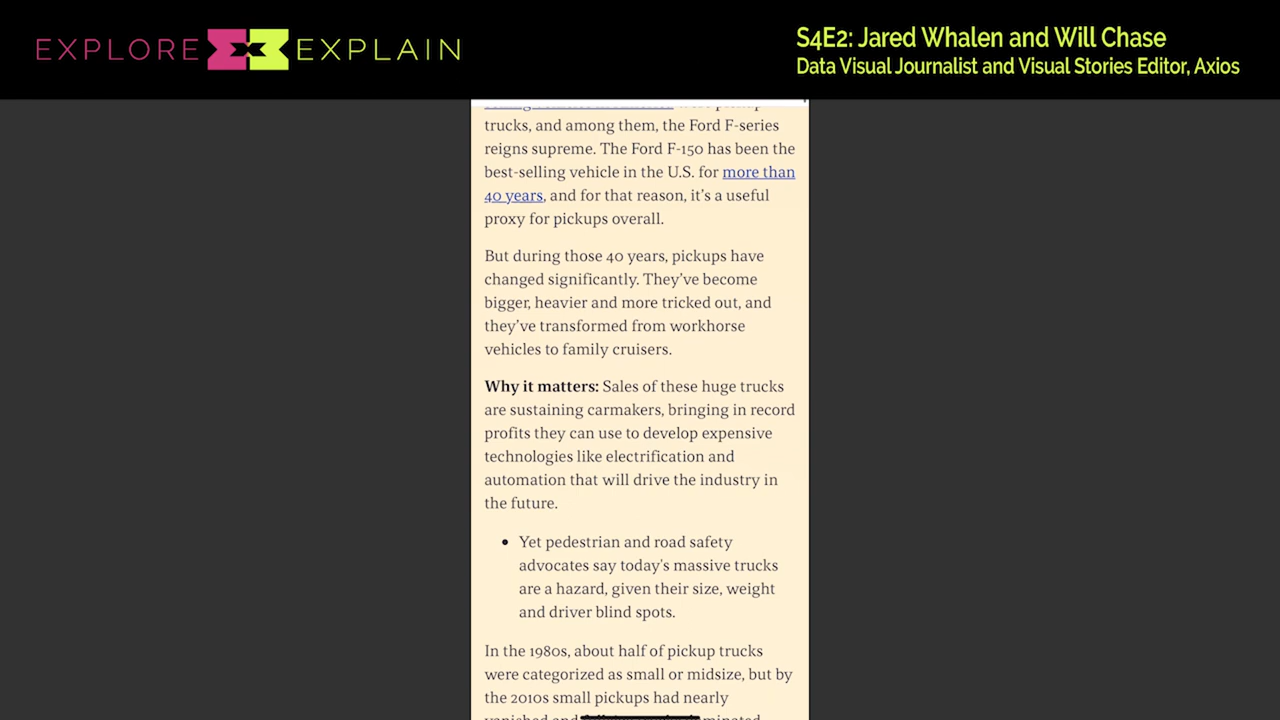 EXPLORE EXPLAIN
S4E2: Jared Whalen and Will Chase
Data Visual Journalist and Visual Stories Editor, Axios
trucks, and among them, the Ford F-series
reigns supreme. The Ford F-150 has been the
best-selling vehicle in the U.S. for more than
40 years, and for that reason, it's a useful
proxy for pickups overall.
But during those 40 years, pickups have
changed significantly. They've become
bigger, heavier and more tricked out, and
they've transformed from workhorse
vehicles to family cruisers.
Why it matters: Sales of these huge trucks
are sustaining carmakers, bringing in record
profits they can use to develop expensive
technologies like electrification and
automation that will drive the industry in
the future.
• Yet pedestrian and road safety
advocates say today's massive trucks
are a hazard, given their size, weight
and driver blind spots.
In the 1980s, about half of pickup trucks
were categorized as small or midsize, but by
the 2010s small pickups had nearly
vanished and